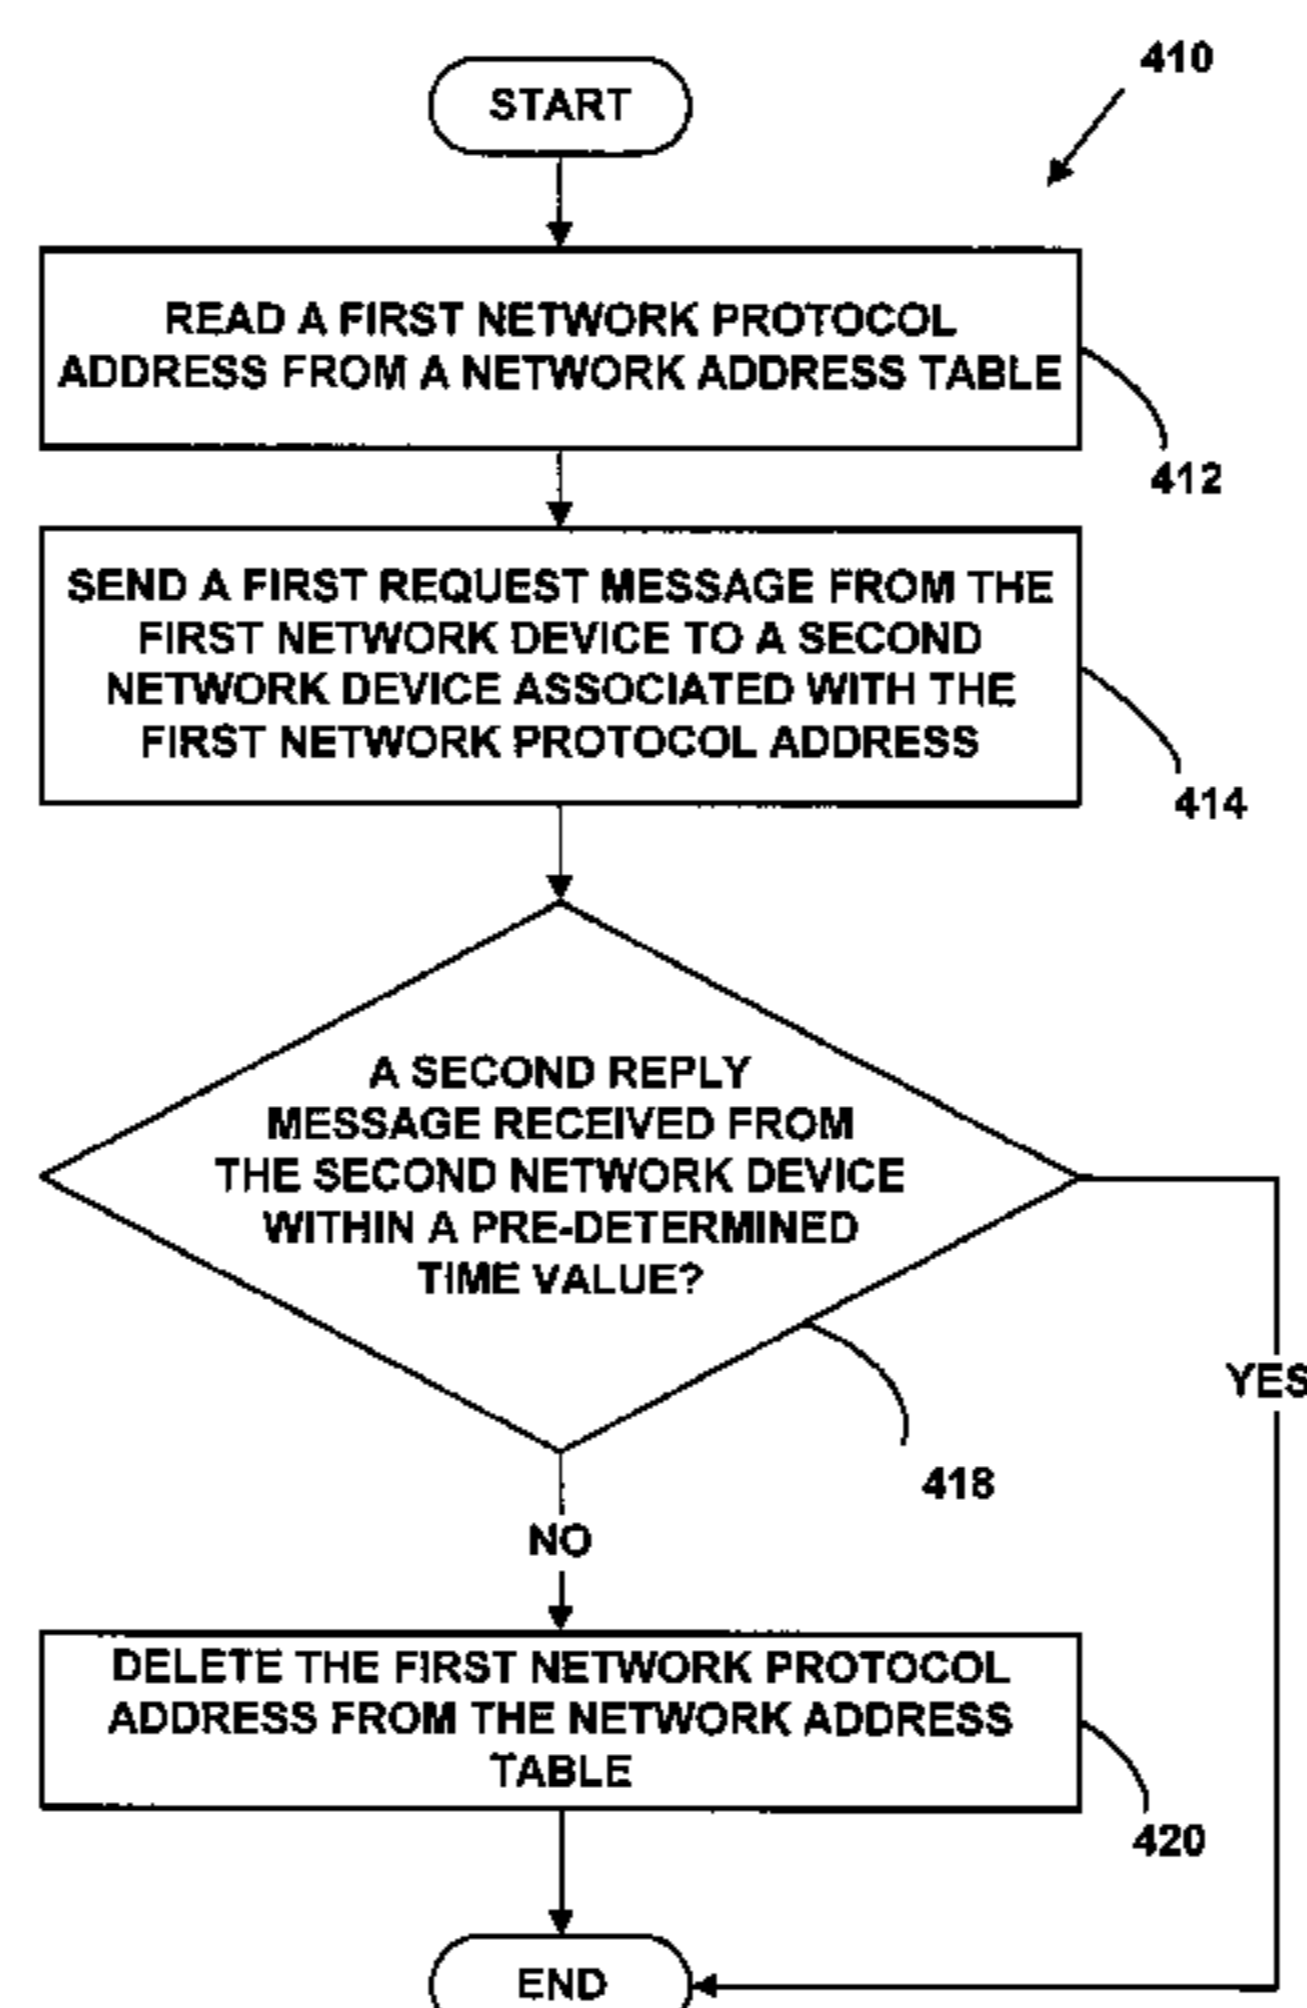 410
START
READ A FIRST NETWORK PROTOCOL
ADDRESS FROM A NETWORK ADDRESS TABLE
412
SEND A FIRST REQUEST MESSAGE FROM THE
FIRST NETWORK DEVICE TO A SECOND
NETWORK DEVICE ASSOCIATED WITH THE
FIRST NETWORK PROTOCOL ADDRESS
414
A SECOND REPLY
MESSAGE RECEIVED FROM
THE SECOND NETWORK DEVICE
WITHIN A PRE-DETERMINED
TIME VALUE?
YES
418
NO
DELETE THE FIRST NETWORK PROTOCOL
ADDRESS FROM THE NETWORK ADDRESS
TABLE
420
END